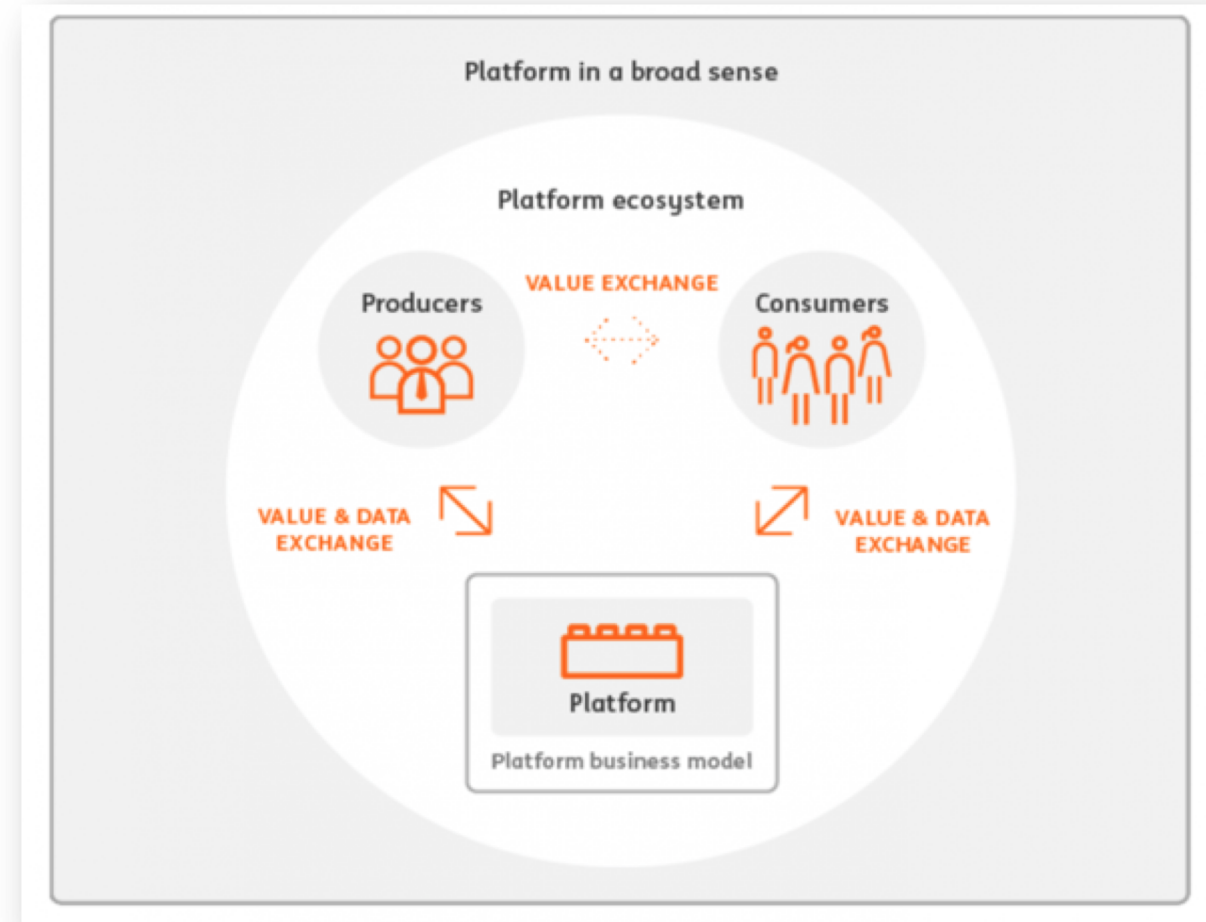 Platform in a broad sense
Platform ecosystem
VALUE EXCHANGE
Producers
Consumers
VALUE & DATA
EXCHANGE
VALUE & DATA
EXCHANGE
Platform
Platform business model